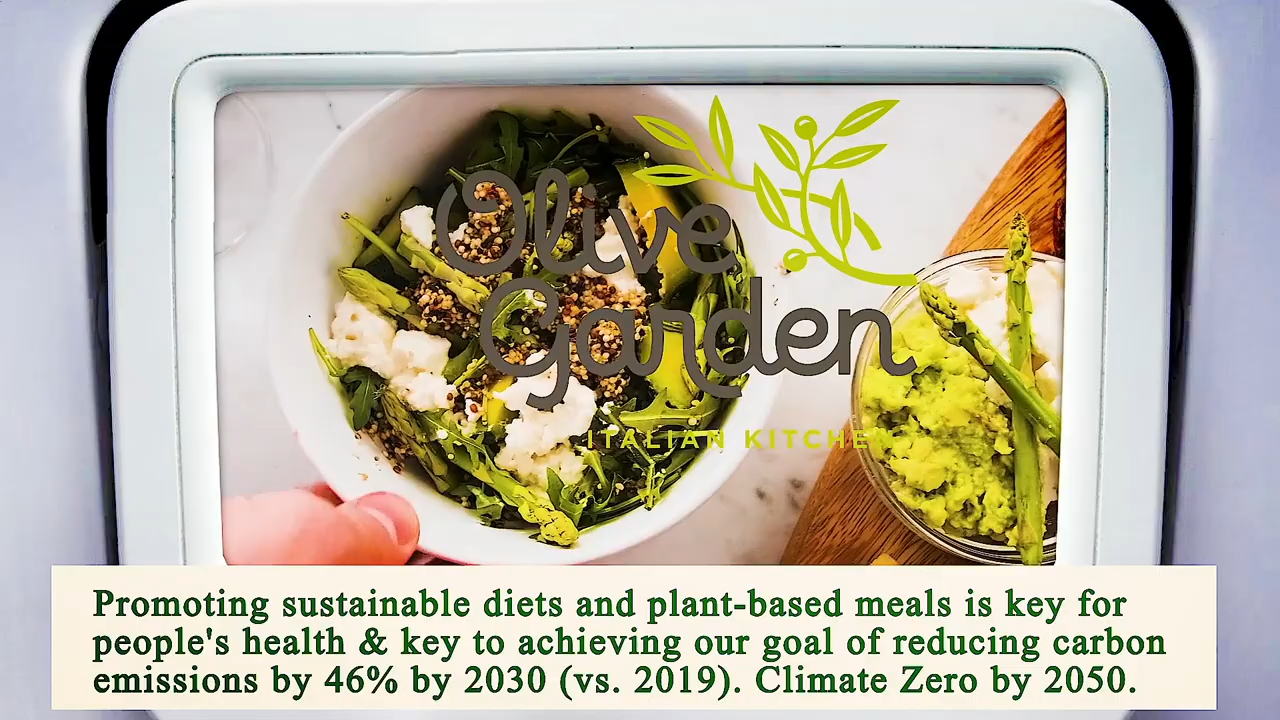 Olive
Garden
ITALIAN KITCHEN
Promoting sustainable diets and plant-based meals is key for
people's health & key to achieving our goal of reducing carbon
emissions by 46% by 2030 (vs. 2019). Climate Zero by 2050.